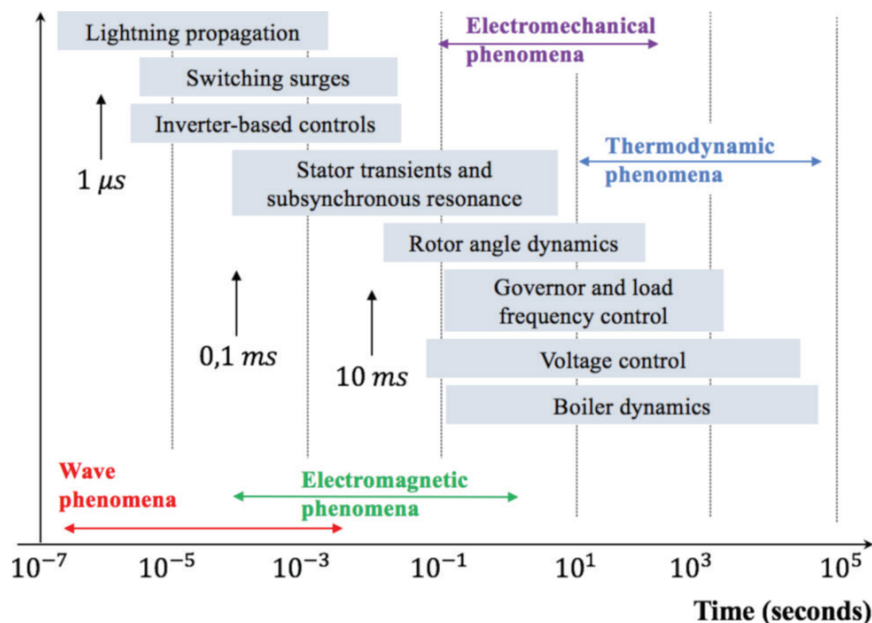 Lightning propagation
Electromechanical
phenomena
Switching surges
Inverter-based controls
1 μs
Thermodynamic
phenomena
Stator transients and
subsynchronous resonance
Rotor angle dynamics
Governor and load
frequency control
0,1 ms
10 ms
Voltage control
Boiler dynamics
Wave
phenomena
Electromagnetic
phenomena
10⁻⁷ 10⁻⁵ 10⁻³ 10⁻¹ 10¹ 10³ 10⁵
Time (seconds)